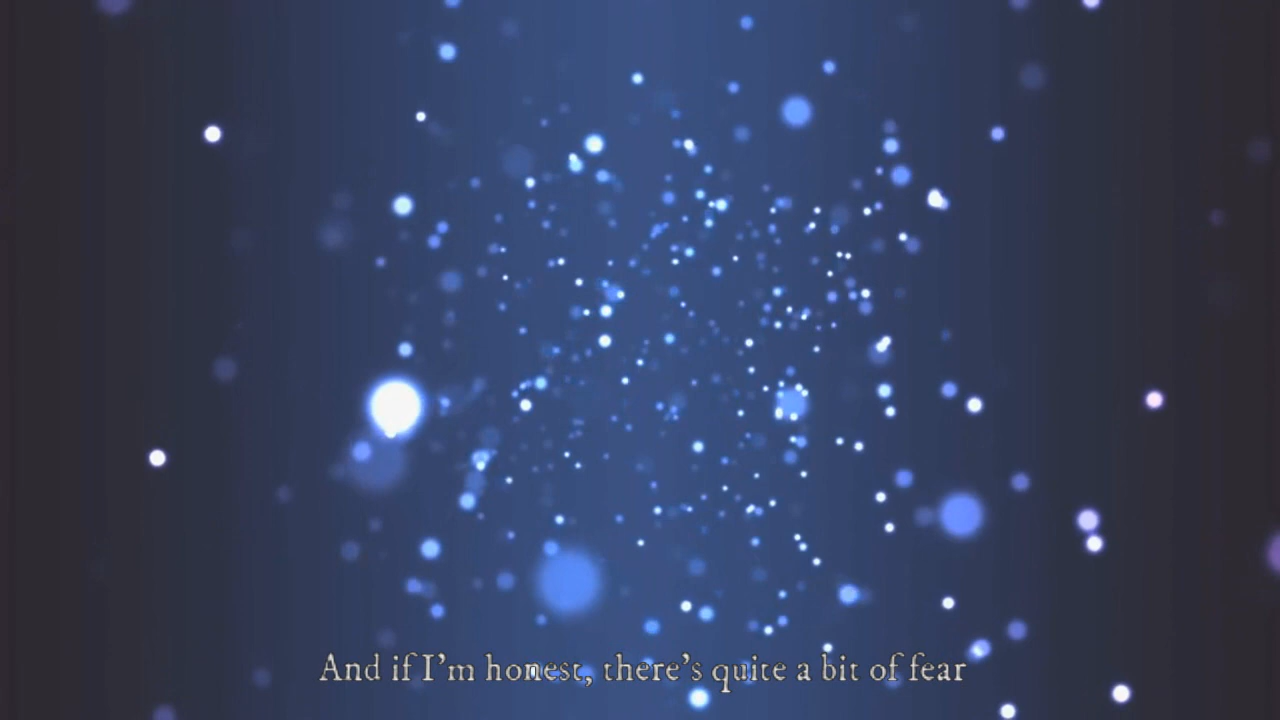 And if I'm honest, there's quite a bit of fear